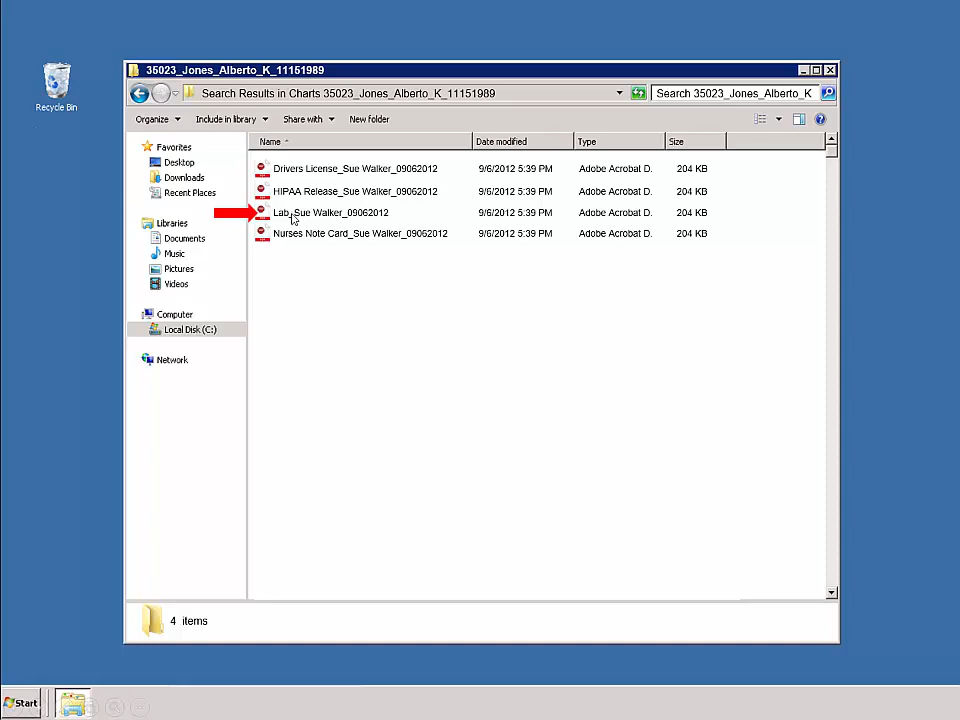 Recycle Bin
35023_Jones_Alberto_K_11151989
Search Results in Charts 35023_Jones_Alberto_K_11151989
Search 35023_Jones_Alberto_K
Organize Include in library Share with New folder
Favorites
Desktop
Downloads
Recent Places
Libraries
Documents
Music
Pictures
Videos
Computer
Local Disk (C:)
Network
Name Date modified Type Size
Drivers License_Sue Walker_09062012 9/6/2012 5:39 PM Adobe Acrobat D. 204 KB
HIPAA Release_Sue Walker_09062012 9/6/2012 5:39 PM Adobe Acrobat D. 204 KB
Lab_Sue Walker_09062012 9/6/2012 5:39 PM Adobe Acrobat D. 204 KB
Nurses Note Card_Sue Walker_09062012 9/6/2012 5:39 PM Adobe Acrobat D. 204 KB
4 items
Start